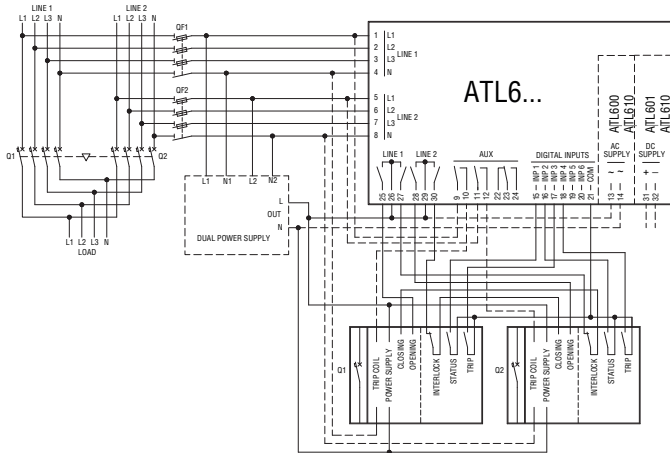 LINE 1
L1 L2 L3 N
LINE 2
L1 L2 L3 N
QF1
QF2
1 L1
2 L2
3 L3
4 N
LINE 1
5 L1
6 L2
7 L3
8 N
LINE 2
ATL6...
ATL600
ATL610
ATL601
ATL610
AC
SUPPLY
DC
SUPPLY
~ ~
+ −
LINE 1
LINE 2
AUX
DIGITAL INPUTS
INP 1
INP 2
INP 3
INP 4
INP 5
INP 6
COM
25 26 27 28 29 30
9 10 11 12 22 23 24
15 16 17 18 19 20 21
13 14
31 32
Q1
Q2
L1 L2 L3 N
LOAD
L1 N1 L2 N2
L
OUT
N
DUAL POWER SUPPLY
Q1
TRIP COIL
POWER SUPPLY
CLOSING
OPENING
INTERLOCK
STATUS
TRIP
Q2
TRIP COIL
POWER SUPPLY
CLOSING
OPENING
INTERLOCK
STATUS
TRIP